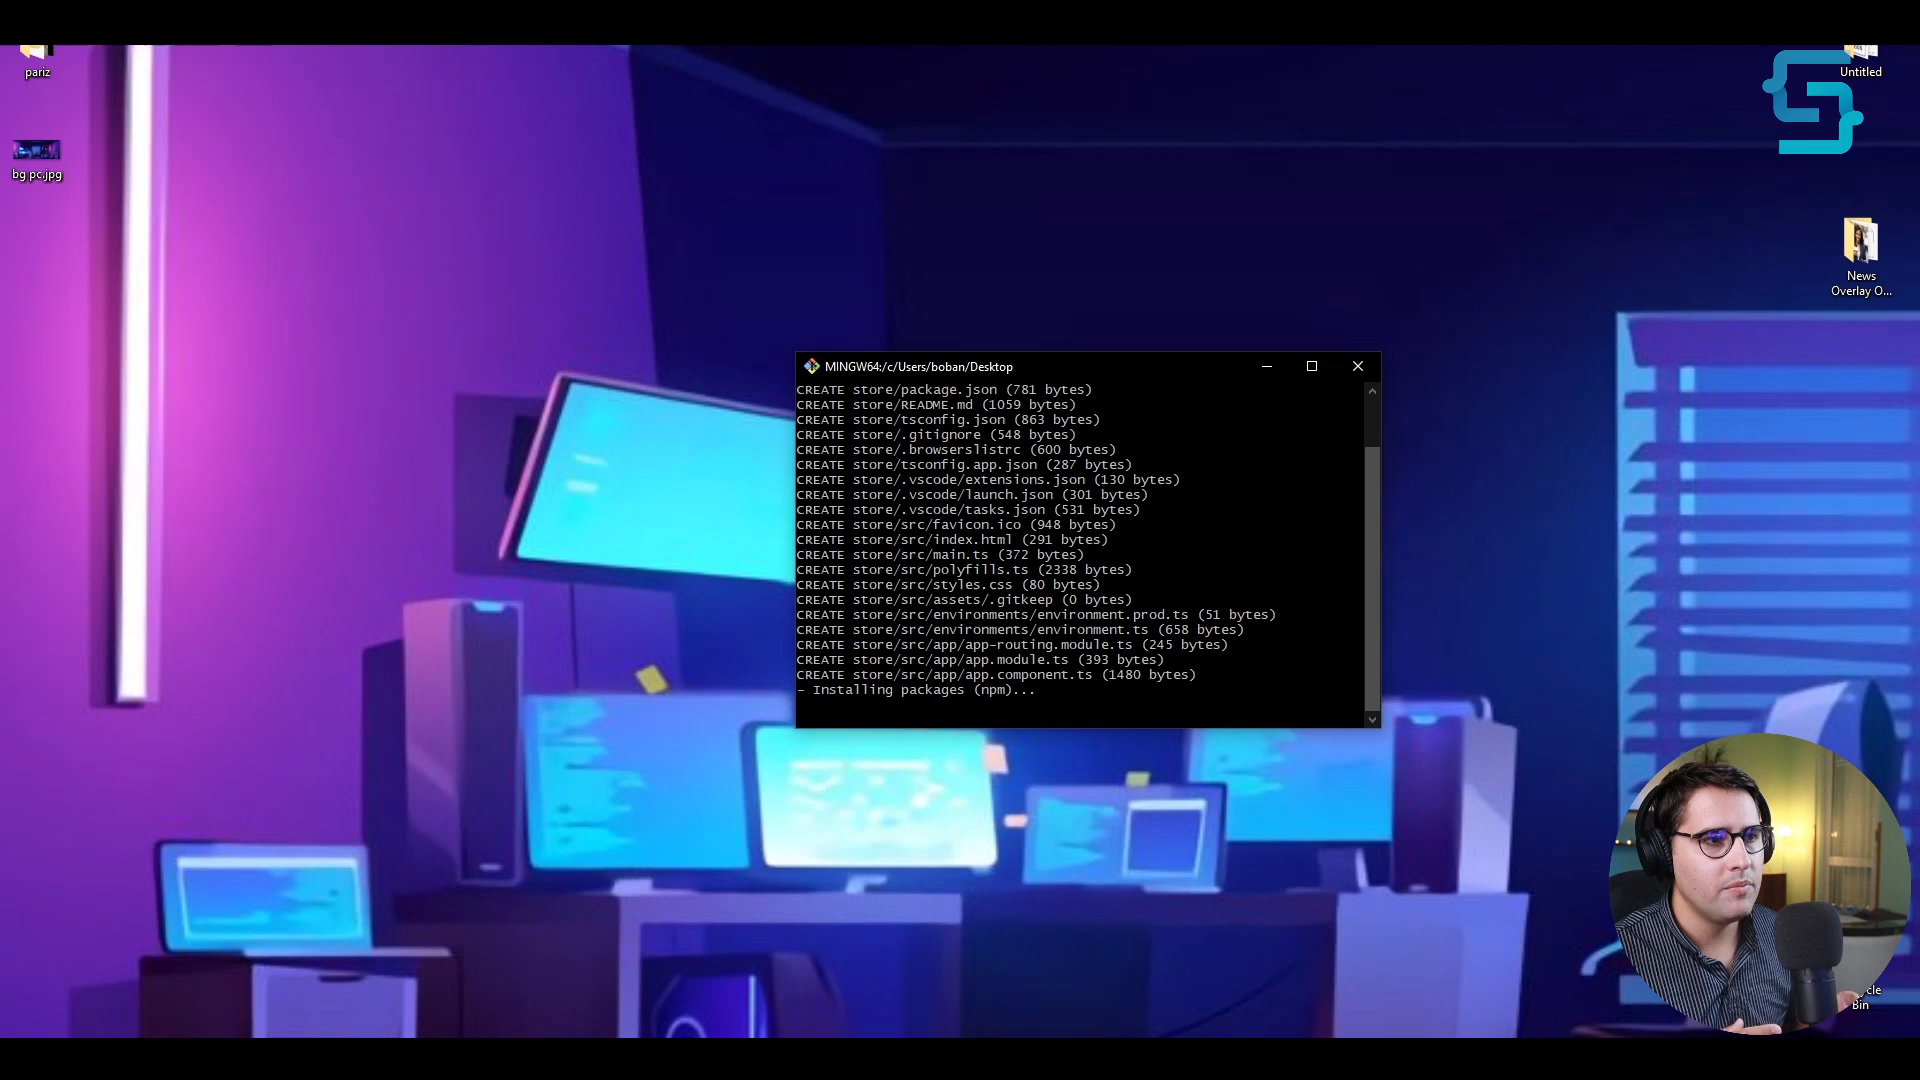 pariz
Untitled
bg pc.jpg
News
Overlay O...
MINGW64:/c/Users/boban/Desktop
CREATE store/package.json (781 bytes)
CREATE store/README.md (1059 bytes)
CREATE store/tsconfig.json (863 bytes)
CREATE store/.gitignore (548 bytes)
CREATE store/.browserslistrc (600 bytes)
CREATE store/tsconfig.app.json (287 bytes)
CREATE store/.vscode/extensions.json (130 bytes)
CREATE store/.vscode/launch.json (301 bytes)
CREATE store/.vscode/tasks.json (531 bytes)
CREATE store/src/favicon.ico (948 bytes)
CREATE store/src/index.html (291 bytes)
CREATE store/src/main.ts (372 bytes)
CREATE store/src/polyfills.ts (2338 bytes)
CREATE store/src/styles.css (80 bytes)
CREATE store/src/assets/.gitkeep (0 bytes)
CREATE store/src/environments/environment.prod.ts (51 bytes)
CREATE store/src/environments/environment.ts (658 bytes)
CREATE store/src/app/app-routing.module.ts (245 bytes)
CREATE store/src/app/app.module.ts (393 bytes)
CREATE store/src/app/app.component.ts (1480 bytes)
- Installing packages (npm)...
Bin